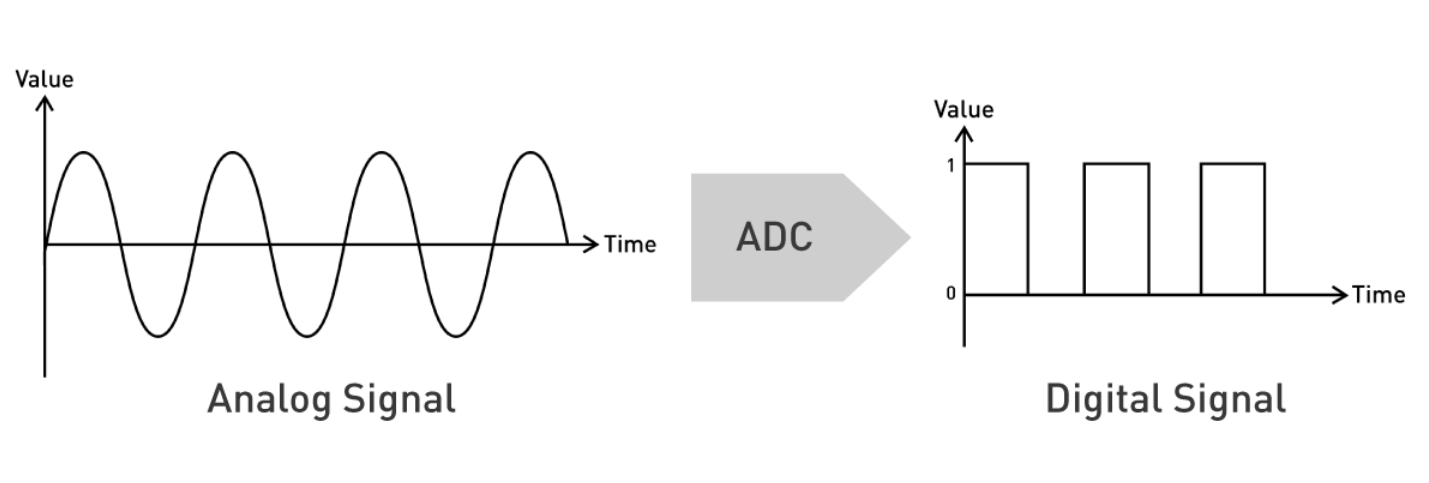 Value
Time
Analog Signal
ADC
Value
1
0
Time
Digital Signal